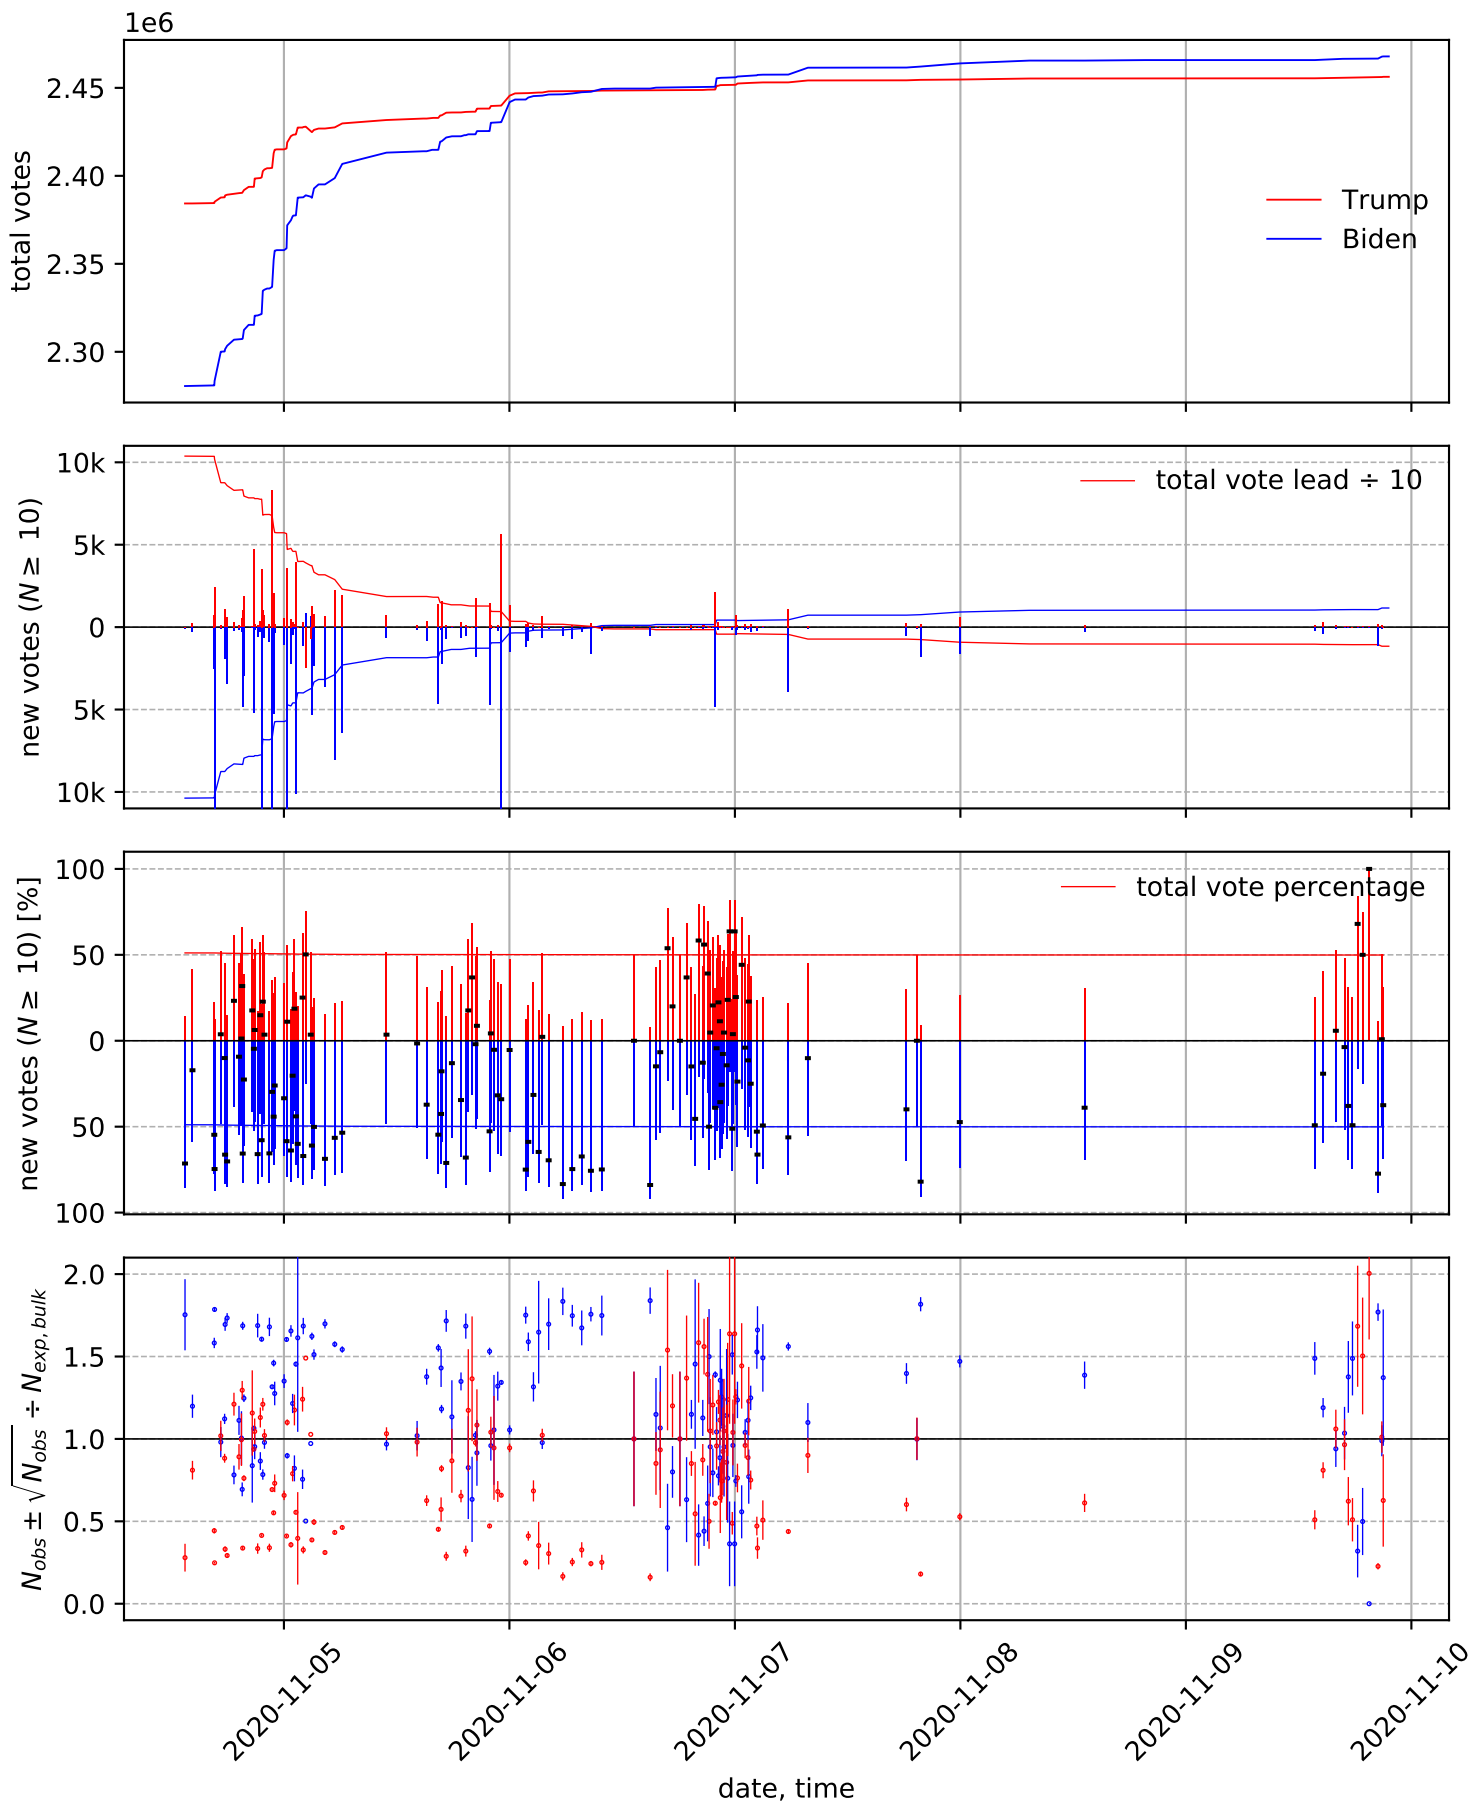 1e6
total votes
2.45
2.40
2.35
2.30
Trump
Biden
new votes (N ≥ 10)
10k
5k
0
5k
10k
total vote lead ÷ 10
new votes (N ≥ 10) [%]
100
50
0
50
100
total vote percentage
N_obs ± √N_obs ÷ N_exp, bulk
2.0
1.5
1.0
0.5
0.0
2020-11-05
2020-11-06
2020-11-07
2020-11-08
2020-11-09
2020-11-10
date, time